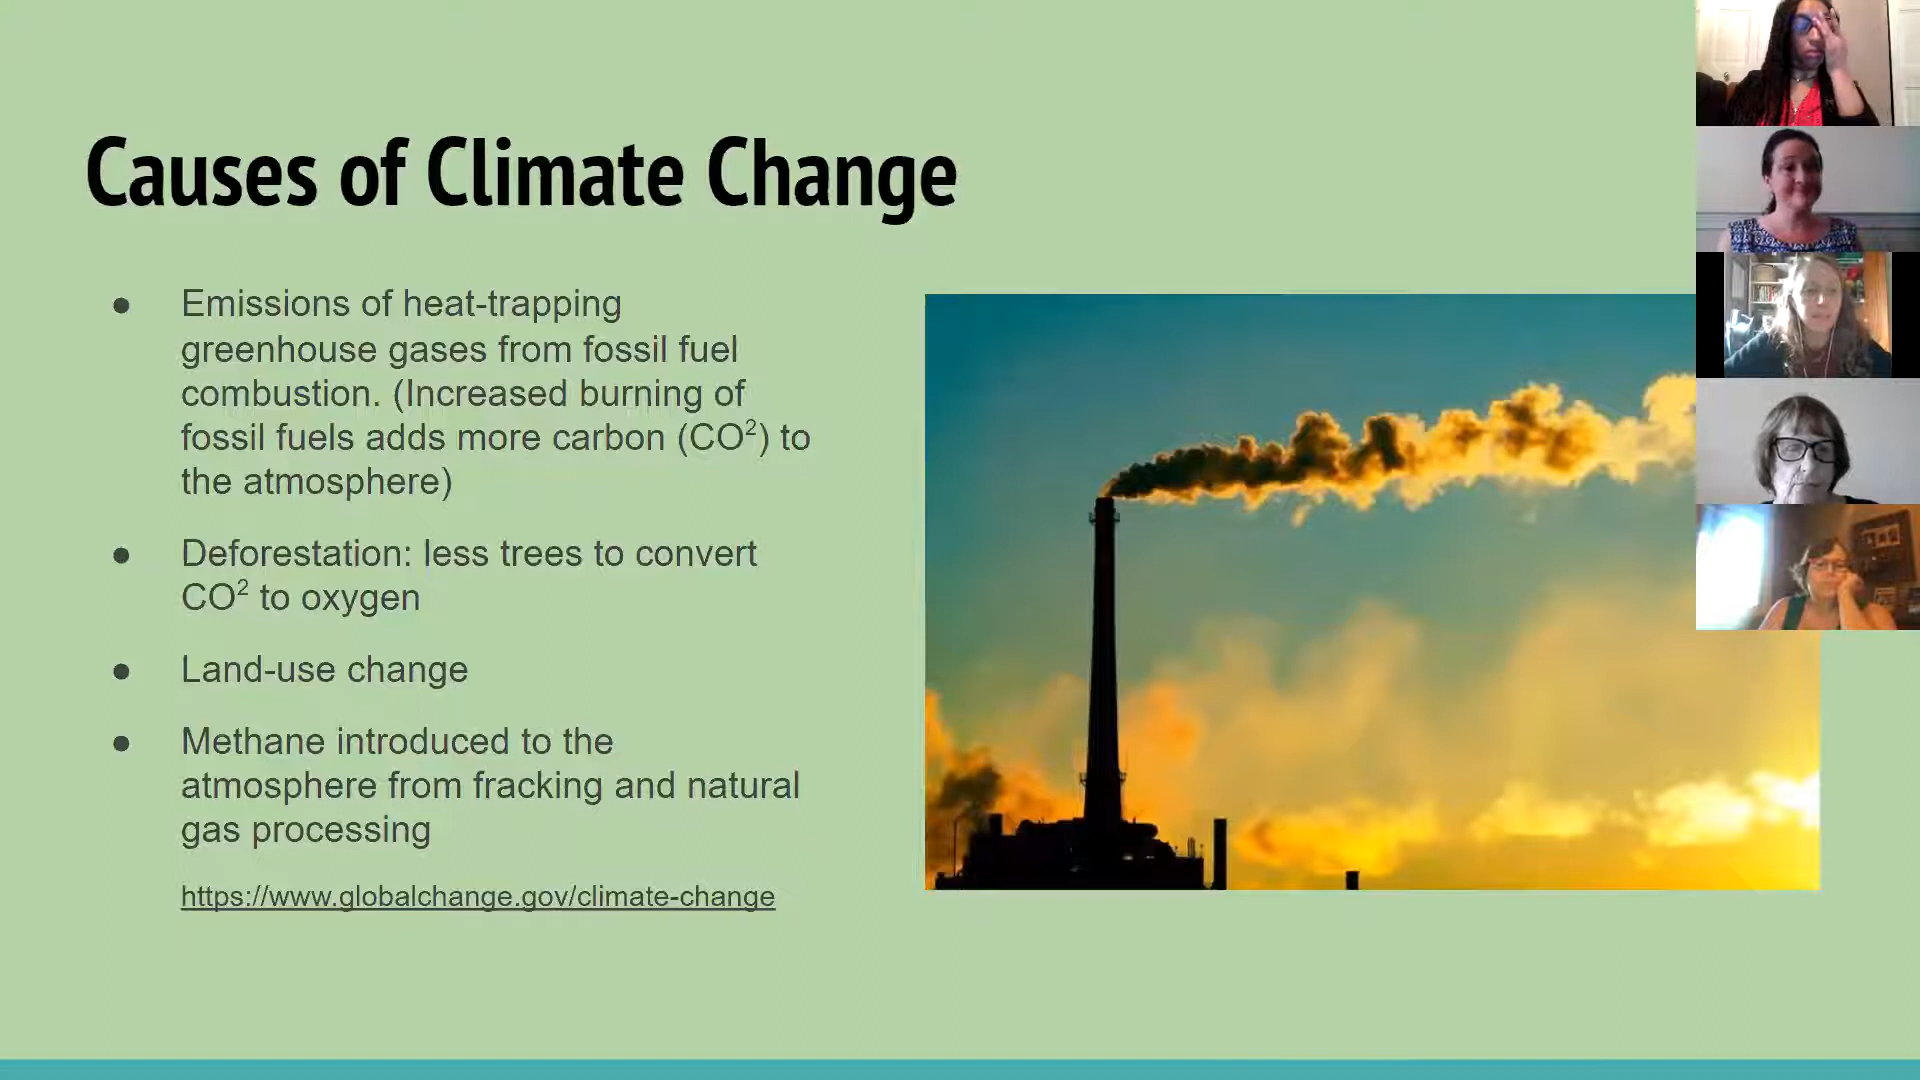 Causes of Climate Change
● Emissions of heat-trapping
greenhouse gases from fossil fuel
combustion. (Increased burning of
fossil fuels adds more carbon (CO²) to
the atmosphere)
● Deforestation: less trees to convert
CO² to oxygen
● Land-use change
● Methane introduced to the
atmosphere from fracking and natural
gas processing
https://www.globalchange.gov/climate-change